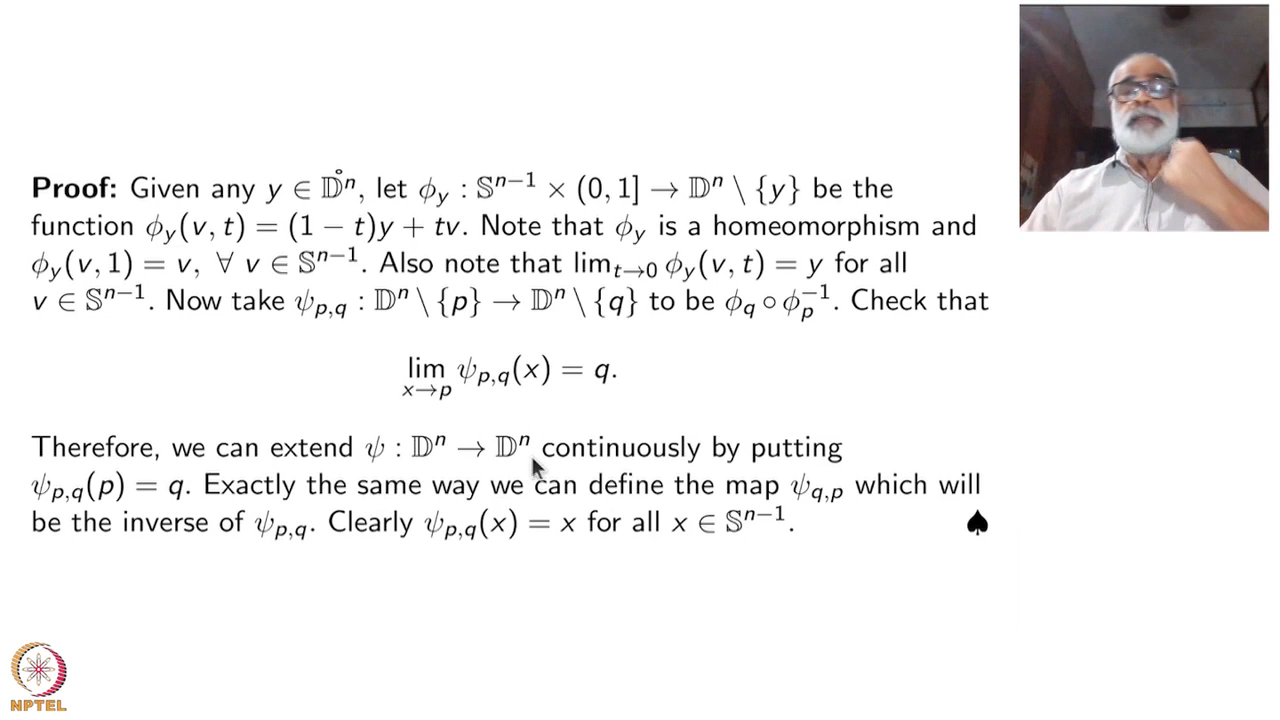 Proof: Given any y ∈ 𝔻̊ⁿ, let ϕ_y : 𝕊ⁿ⁻¹ × (0, 1] → 𝔻ⁿ \ {y} be the
function ϕ_y(v, t) = (1 − t)y + tv. Note that ϕ_y is a homeomorphism and
ϕ_y(v, 1) = v, ∀ v ∈ 𝕊ⁿ⁻¹. Also note that lim_{t→0} ϕ_y(v, t) = y for all
v ∈ 𝕊ⁿ⁻¹. Now take ψ_{p,q} : 𝔻ⁿ \ {p} → 𝔻ⁿ \ {q} to be ϕ_q ∘ ϕ_p⁻¹. Check that
lim_{x→p} ψ_{p,q}(x) = q.
Therefore, we can extend ψ : 𝔻ⁿ → 𝔻ⁿ continuously by putting
ψ_{p,q}(p) = q. Exactly the same way we can define the map ψ_{q,p} which will
be the inverse of ψ_{p,q}. Clearly ψ_{p,q}(x) = x for all x ∈ 𝕊ⁿ⁻¹. ♠
NPTEL